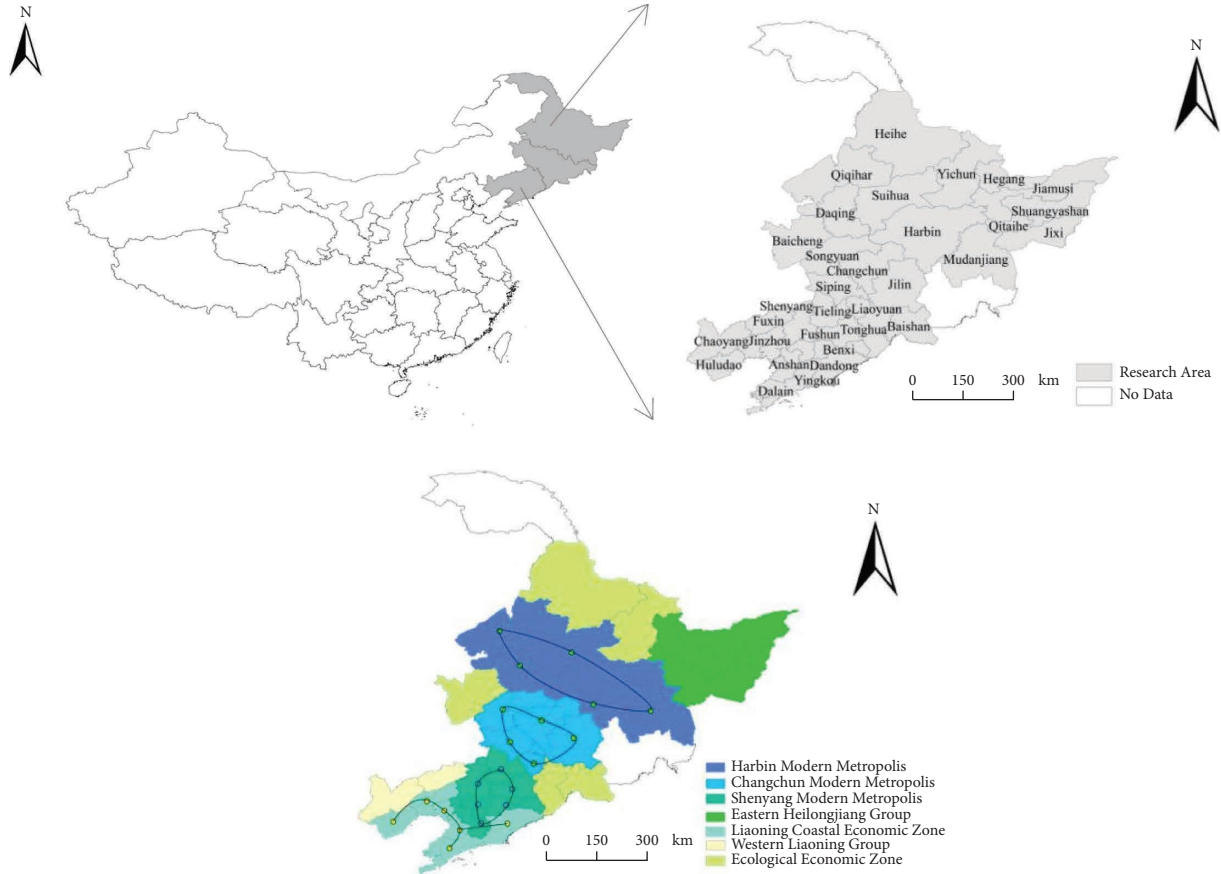 N
N
Heihe
Qiqihar
Yichun
Hegang
Jiamusi
Suihua
Daqing
Shuangyashan
Harbin
Qitaihe
Jixi
Baicheng
Songyuan
Mudanjiang
Changchun
Siping
Jilin
Shenyang
Tieling
Liaoyuan
Fuxin
Fushun
Tonghua
Baishan
Chaoyang
Jinzhou
Benxi
Huludao
Anshan
Dandong
Yingkou
Dalain
0 150 300 km
Research Area
No Data
N
Harbin Modern Metropolis
Changchun Modern Metropolis
Shenyang Modern Metropolis
Eastern Heilongjiang Group
Liaoning Coastal Economic Zone
Western Liaoning Group
Ecological Economic Zone
0 150 300 km